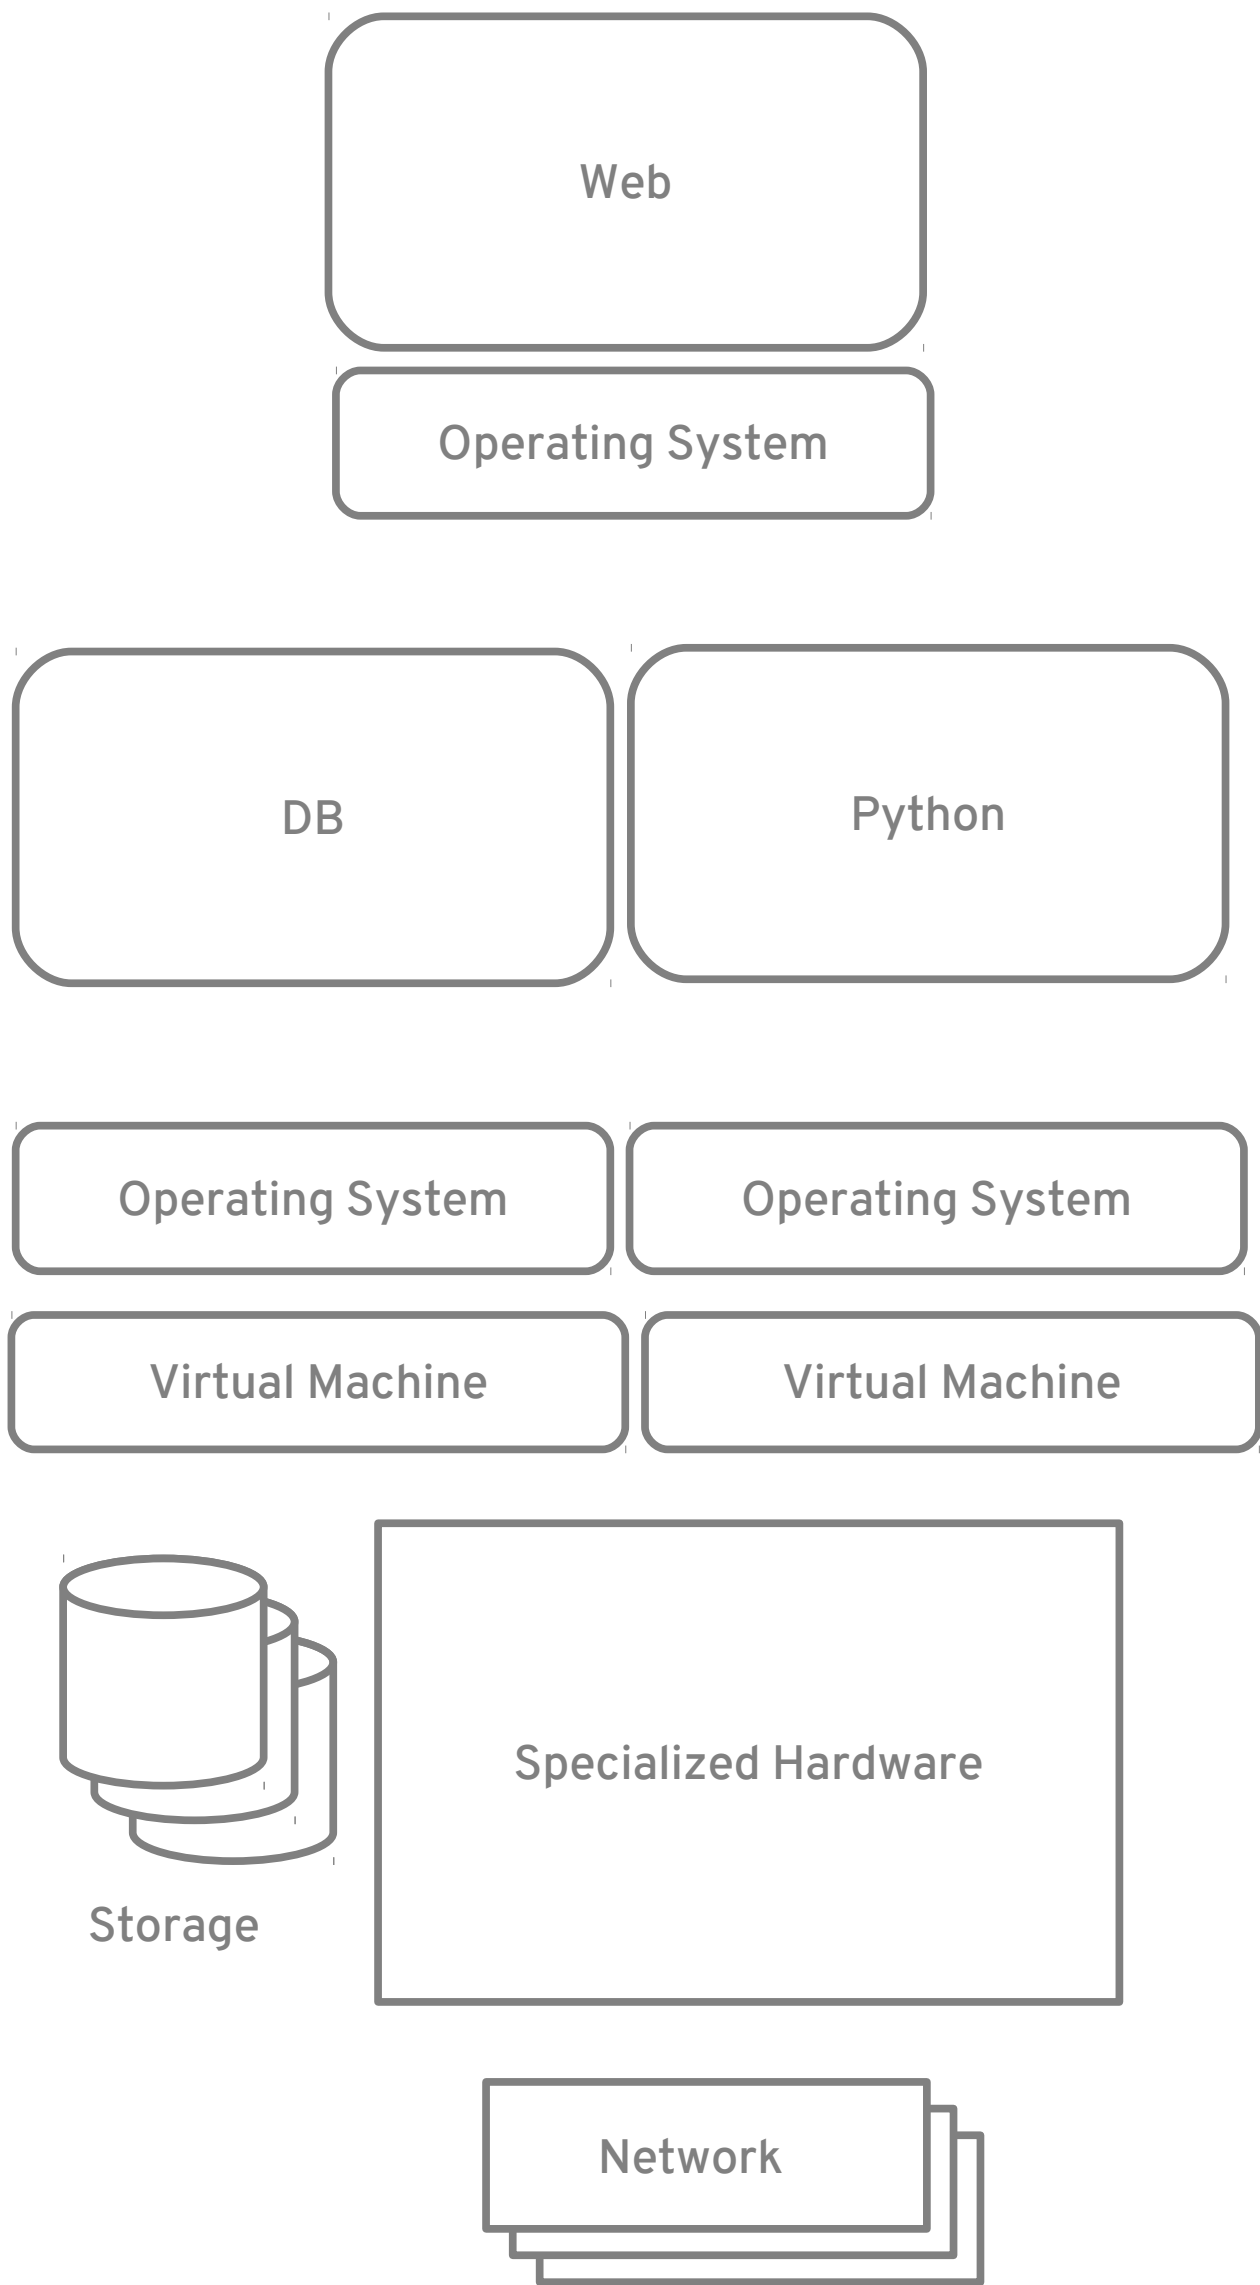 Web
Operating System
DB
Python
Operating System
Operating System
Virtual Machine
Virtual Machine
Specialized Hardware
Storage
Network